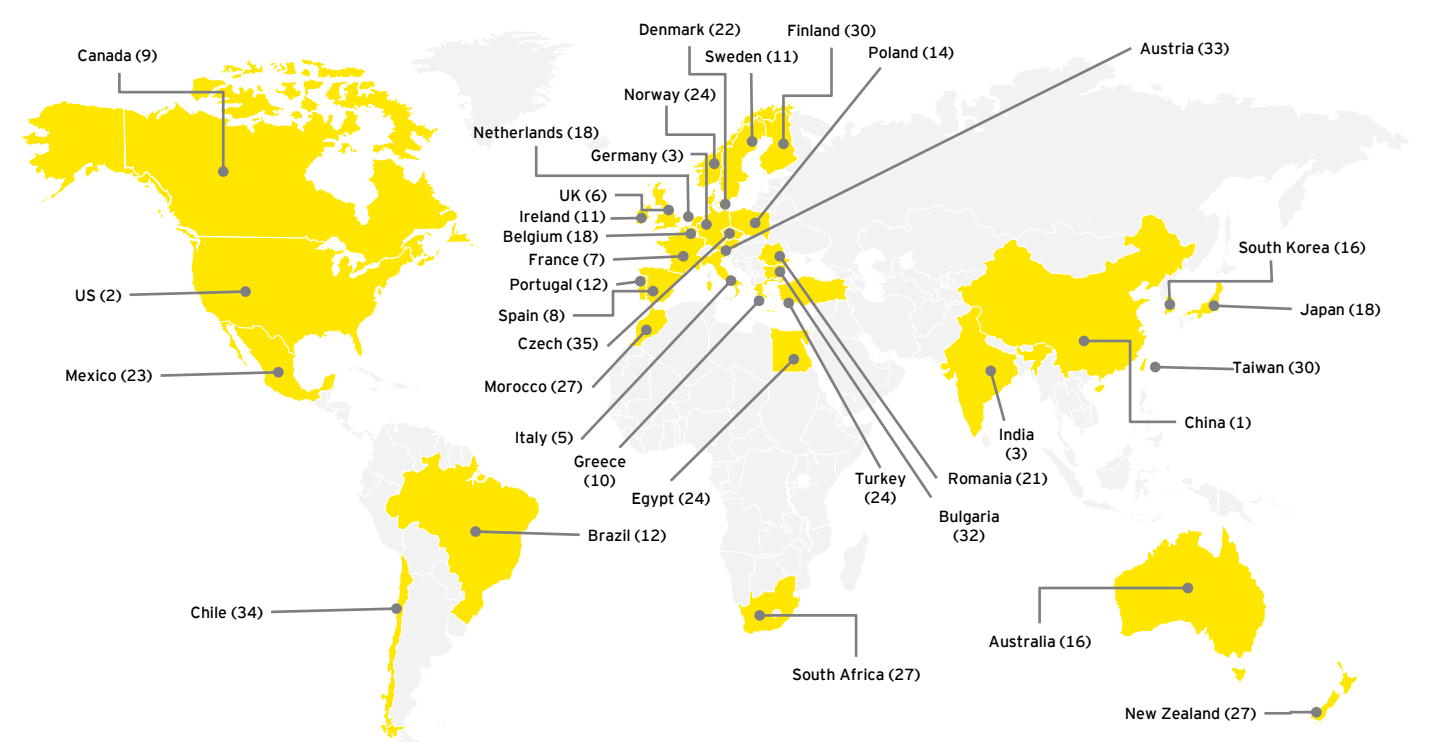 Denmark (22)
Finland (30)
Austria (33)
Canada (9)
Sweden (11)
Poland (14)
Norway (24)
Netherlands (18)
Germany (3)
UK (6)
Ireland (11)
Belgium (18)
South Korea (16)
France (7)
Portugal (12)
US (2)
Spain (8)
Japan (18)
Czech (35)
Mexico (23)
Taiwan (30)
Morocco (27)
China (1)
Italy (5)
India
(3)
Greece
(10)
Egypt (24)
Turkey
(24)
Romania (21)
Bulgaria
(32)
Brazil (12)
Chile (34)
Australia (16)
South Africa (27)
New Zealand (27)